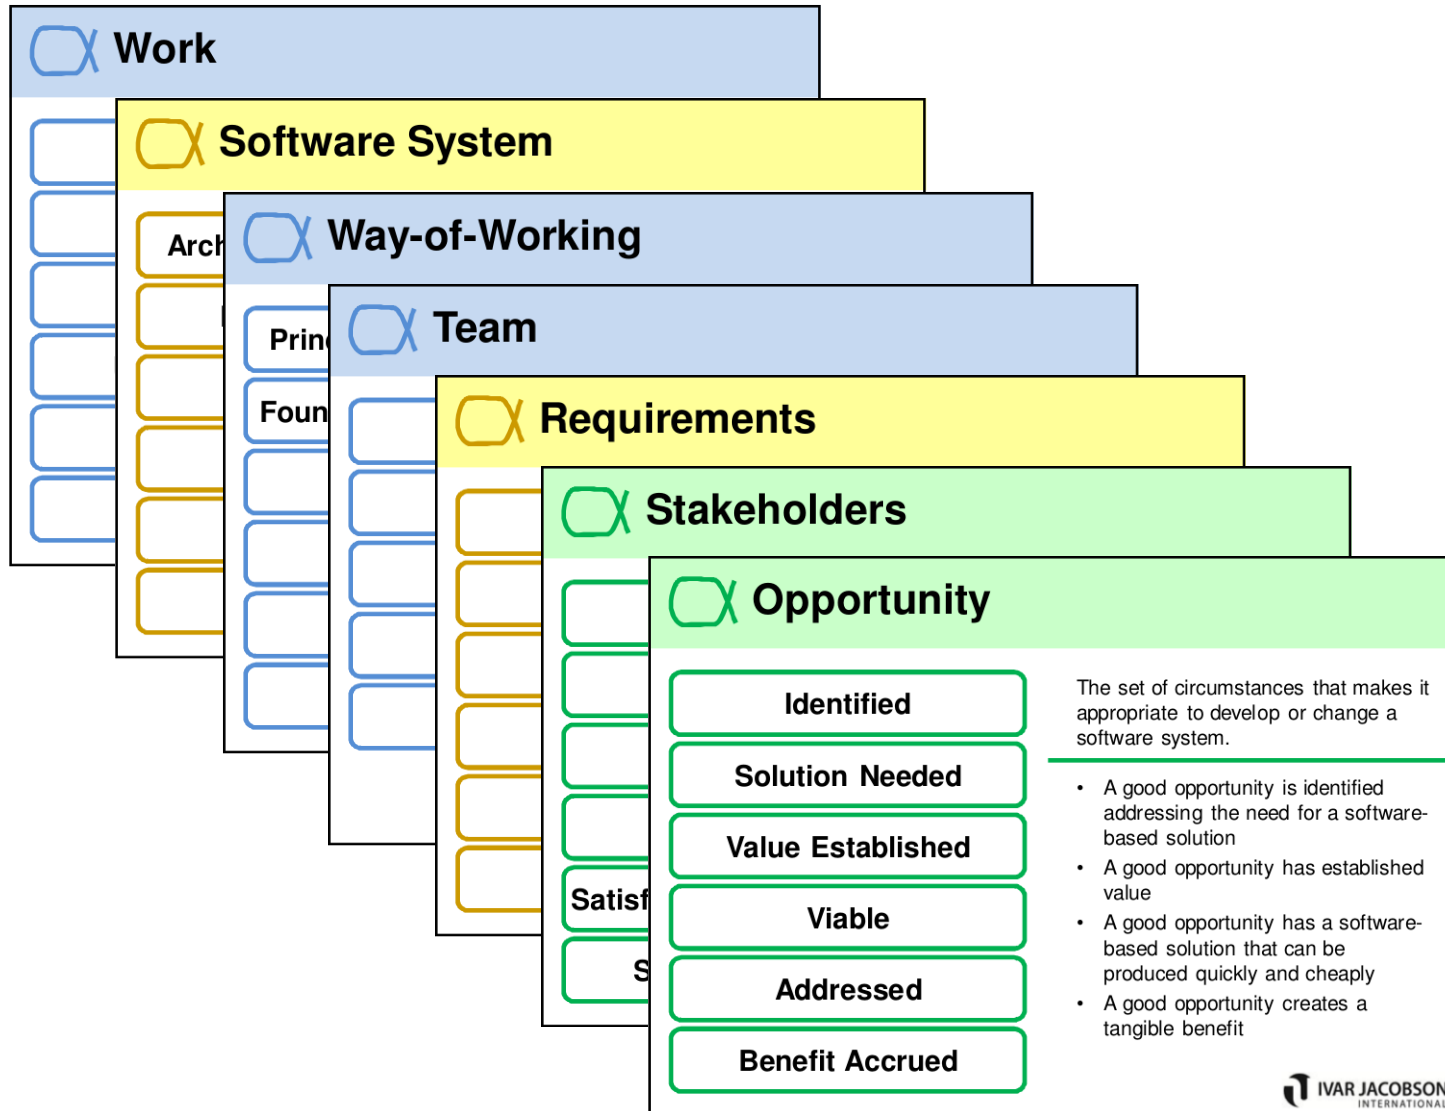 Work
Software System
Arch
Way-of-Working
Prin
Foun
Team
Requirements
Stakeholders
Satisf
S
Opportunity
Identified
Solution Needed
Value Established
Viable
Addressed
Benefit Accrued
The set of circumstances that makes it
appropriate to develop or change a
software system.
• A good opportunity is identified
addressing the need for a software-
based solution
• A good opportunity has established
value
• A good opportunity has a software-
based solution that can be
produced quickly and cheaply
• A good opportunity creates a
tangible benefit
IVAR JACOBSON
INTERNATIONAL